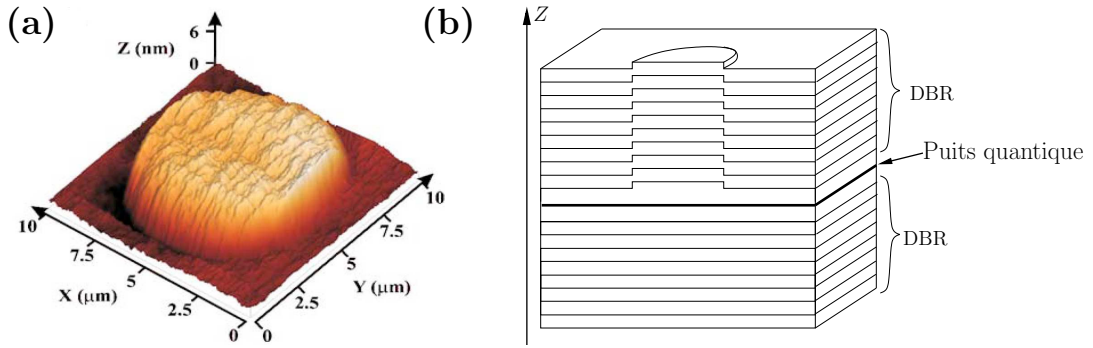 (a)
Z (nm)
6
0
10
7.5
5
2.5
0
X (μm)
0
2.5
5
7.5
10
Y (μm)
(b)
Z
DBR
Puits quantique
DBR